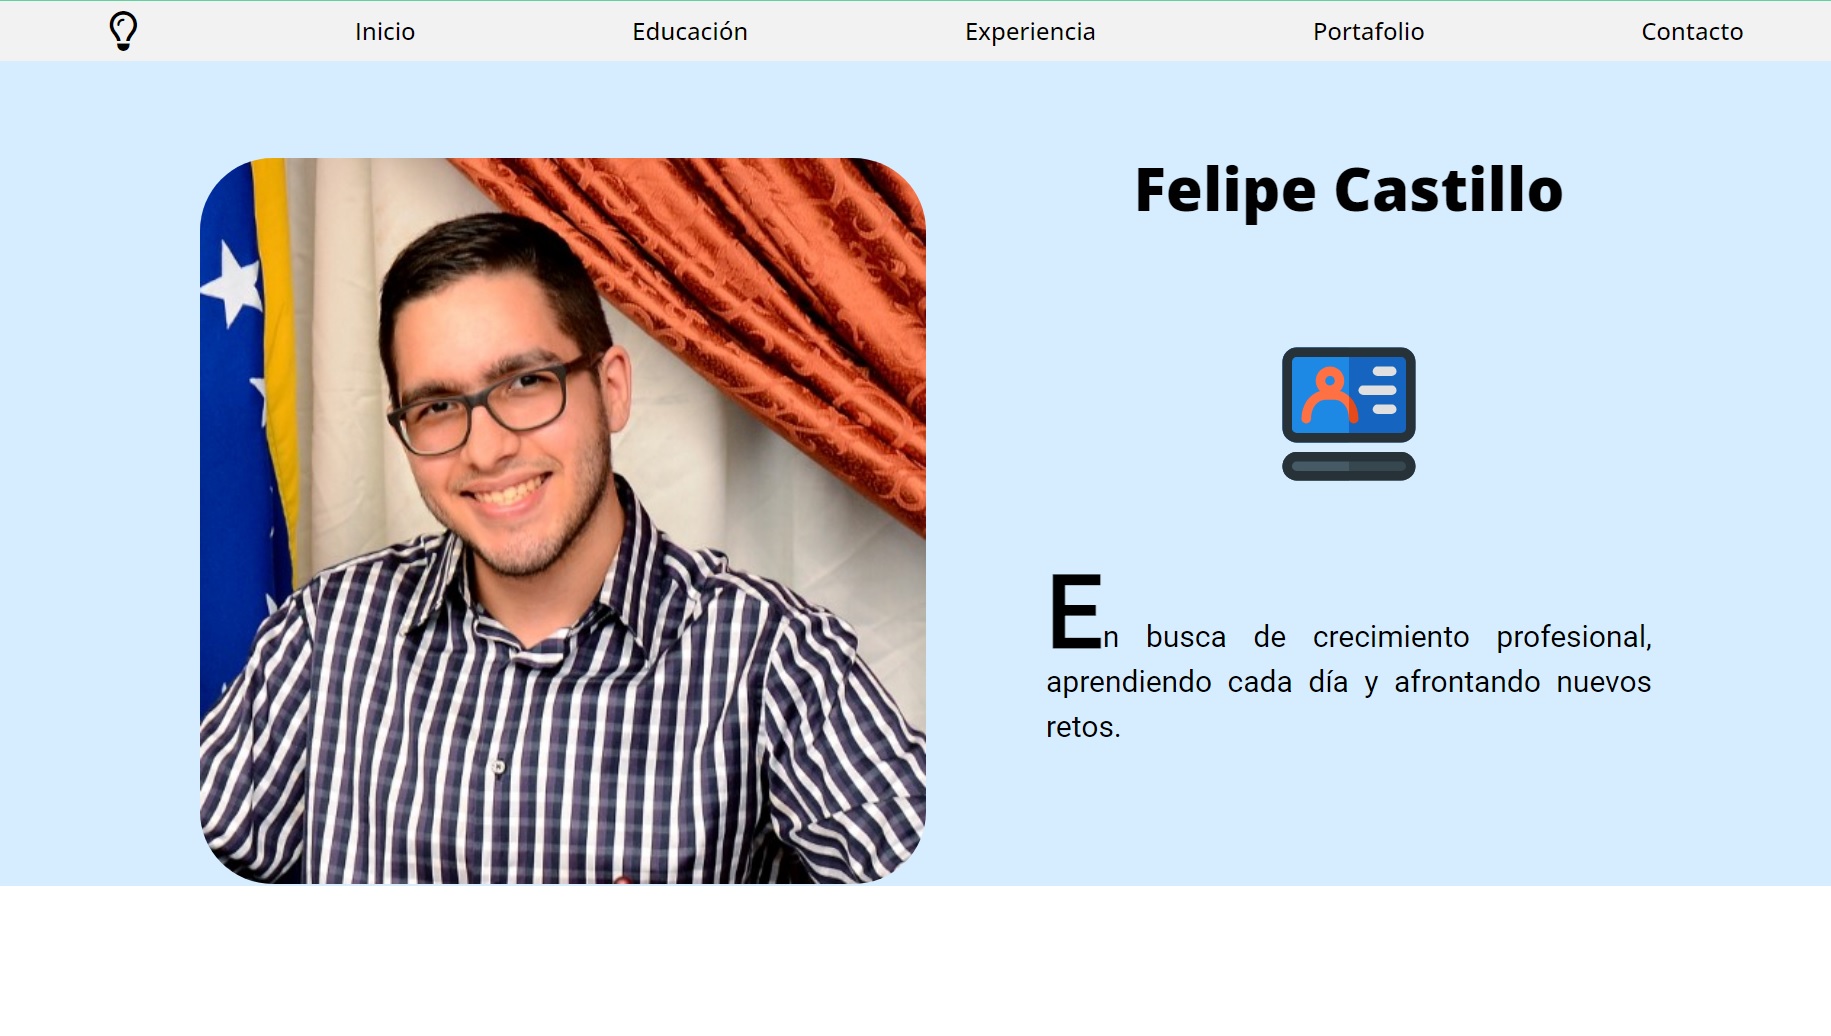 Inicio Educación Experiencia Portafolio Contacto
Felipe Castillo
En busca de crecimiento profesional,
aprendiendo cada día y afrontando nuevos
retos.